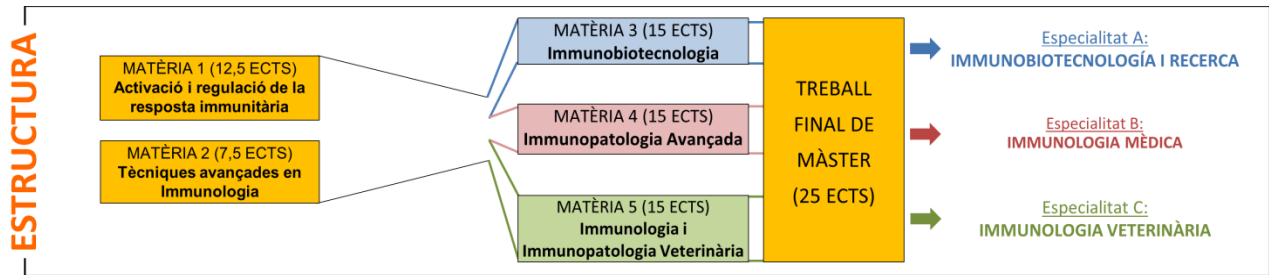 ESTRUCTURA
MATÈRIA 1 (12,5 ECTS)
Activació i regulació de la
resposta immunitària
MATÈRIA 2 (7,5 ECTS)
Tècniques avançades en
Immunologia
MATÈRIA 3 (15 ECTS)
Immunobiotecnologia
MATÈRIA 4 (15 ECTS)
Immunopatologia Avançada
MATÈRIA 5 (15 ECTS)
Immunologia i
Immunopatologia Veterinària
TREBALL
FINAL DE
MÀSTER
(25 ECTS)
Especialitat A:
IMMUNOBIOTECNOLOGÍA I RECERCA
Especialitat B:
IMMUNOLOGIA MÈDICA
Especialitat C:
IMMUNOLOGIA VETERINÀRIA